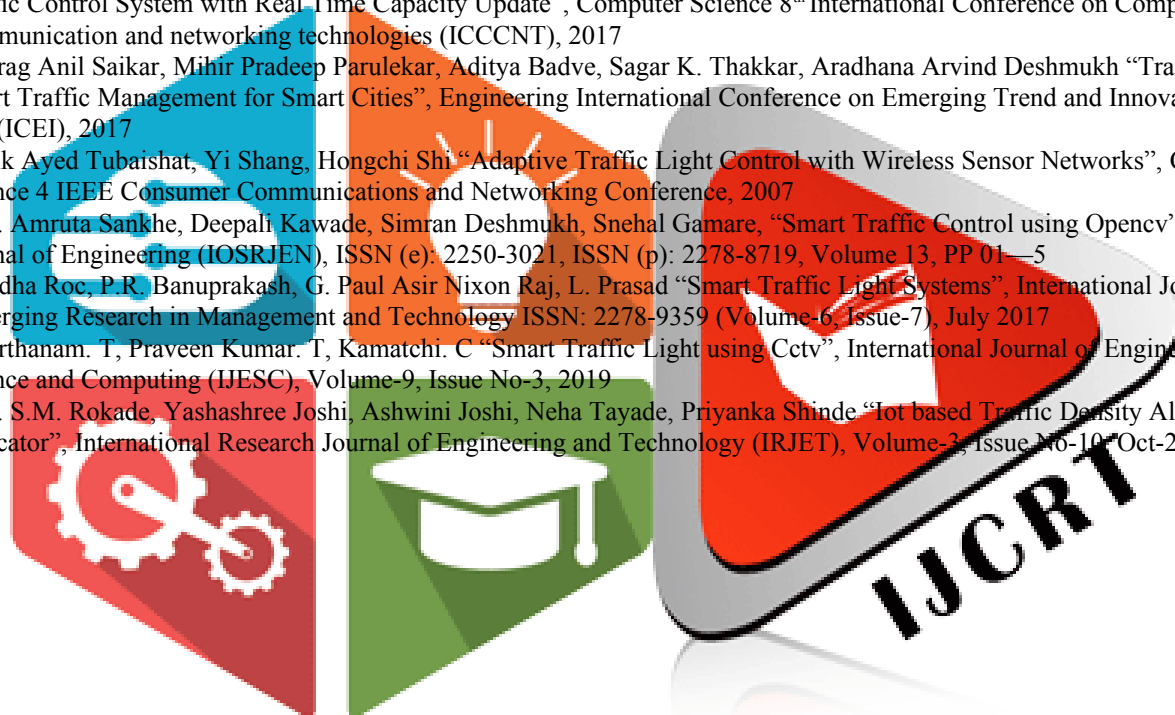 fic Control System with Real Time Capacity Update", Computer Science 8th International Conference on Comp
mmunication and networking technologies (ICCCNT), 2017
rag Anil Saikar, Mihir Pradeep Parulekar, Aditya Badve, Sagar K. Thakkar, Aradhana Arvind Deshmukh “Tra
rt Traffic Management for Smart Cities”, Engineering International Conference on Emerging Trend and Innova
(ICEI), 2017
k Ayed Tubaishat, Yi Shang, Hongchi Shi “Adaptive Traffic Light Control with Wireless Sensor Networks”, C
nce 4 IEEE Consumer Communications and Networking Conference, 2007
. Amruta Sankhe, Deepali Kawade, Simran Deshmukh, Snehal Gamare, “Smart Traffic Control using Opencv”
nal of Engineering (IOSRJEN), ISSN (e): 2250-3021, ISSN (p): 2278-8719, Volume 13, PP 01—5
dha Roc, P.R. Banuprakash, G. Paul Asir Nixon Raj, L. Prasad “Smart Traffic Light Systems”, International Jo
erging Research in Management and Technology ISSN: 2278-9359 (Volume-6, Issue-7), July 2017
rthanam. T, Praveen Kumar. T, Kamatchi. C “Smart Traffic Light using Cctv”, International Journal of Engine
nce and Computing (IJESC), Volume-9, Issue No-3, 2019
. S.M. Rokade, Yashashree Joshi, Ashwini Joshi, Neha Tayade, Priyanka Shinde “Iot based Traffic Density Al
cator”, International Research Journal of Engineering and Technology (IRJET), Volume-3, Issue No-10, Oct-2
IJCRT